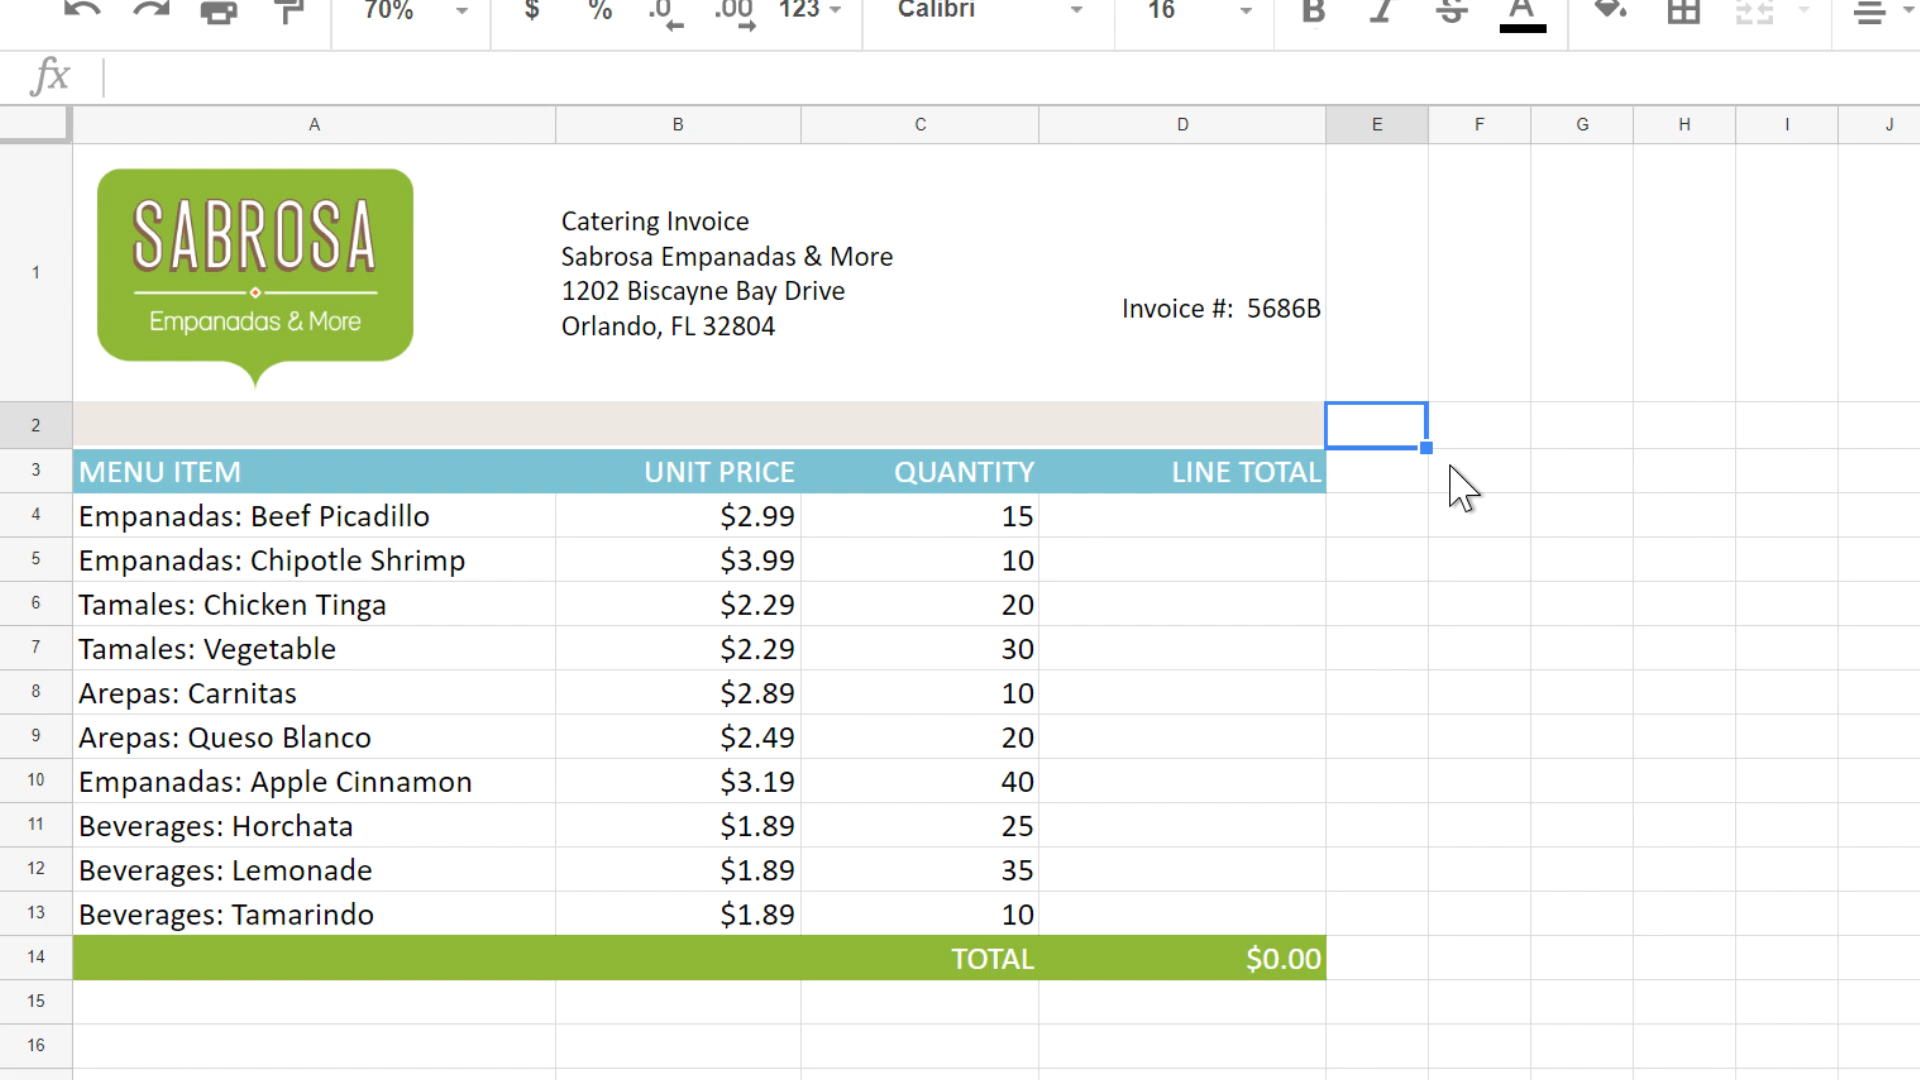 70% $ % .0 .00 123 Calibri 16 B I S A
fx
A B C D E F G H I J
1
SABROSA
Empanadas & More
Catering Invoice
Sabrosa Empanadas & More
1202 Biscayne Bay Drive
Orlando, FL 32804
Invoice #: 5686B
2
3 MENU ITEM UNIT PRICE QUANTITY LINE TOTAL
4 Empanadas: Beef Picadillo $2.99 15
5 Empanadas: Chipotle Shrimp $3.99 10
6 Tamales: Chicken Tinga $2.29 20
7 Tamales: Vegetable $2.29 30
8 Arepas: Carnitas $2.89 10
9 Arepas: Queso Blanco $2.49 20
10 Empanadas: Apple Cinnamon $3.19 40
11 Beverages: Horchata $1.89 25
12 Beverages: Lemonade $1.89 35
13 Beverages: Tamarindo $1.89 10
14 TOTAL $0.00
15
16